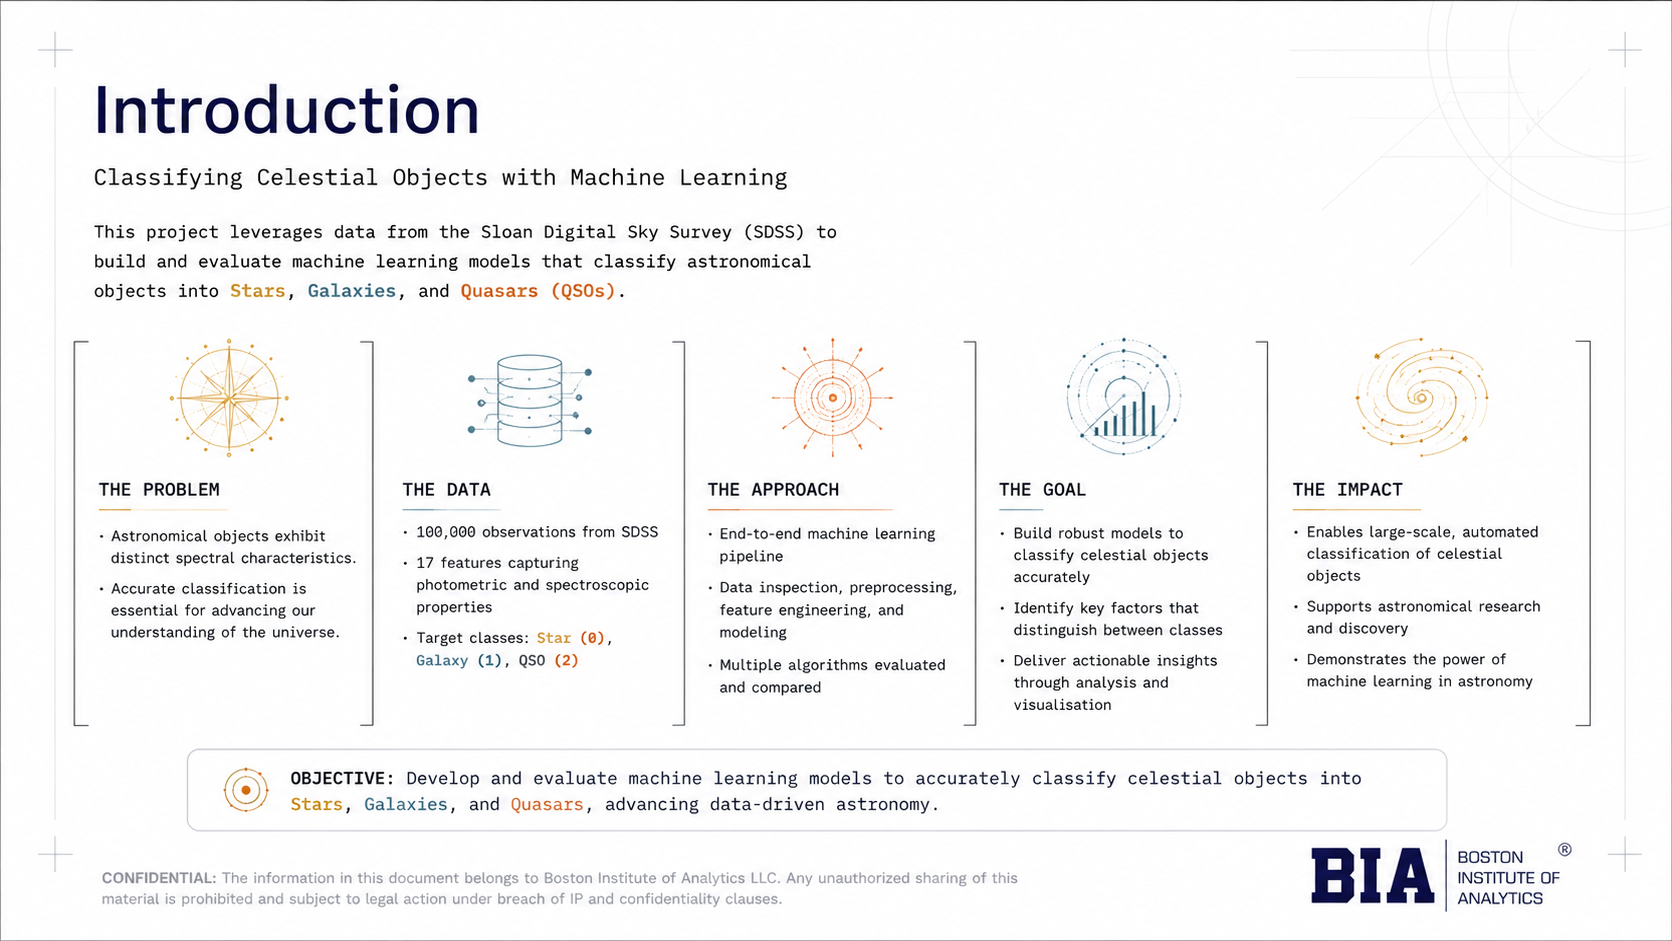 Introduction
Classifying Celestial Objects with Machine Learning
This project leverages data from the Sloan Digital Sky Survey (SDSS) to
build and evaluate machine learning models that classify astronomical
objects into Stars, Galaxies, and Quasars (QSOs).
THE PROBLEM
• Astronomical objects exhibit
distinct spectral characteristics.
• Accurate classification is
essential for advancing our
understanding of the universe.
THE DATA
• 100,000 observations from SDSS
• 17 features capturing
photometric and spectroscopic
properties
• Target classes: Star (0),
Galaxy (1), QSO (2)
THE APPROACH
• End-to-end machine learning
pipeline
• Data inspection, preprocessing,
feature engineering, and
modeling
• Multiple algorithms evaluated
and compared
THE GOAL
• Build robust models to
classify celestial objects
accurately
• Identify key factors that
distinguish between classes
• Deliver actionable insights
through analysis and
visualisation
THE IMPACT
• Enables large-scale, automated
classification of celestial
objects
• Supports astronomical research
and discovery
• Demonstrates the power of
machine learning in astronomy
OBJECTIVE: Develop and evaluate machine learning models to accurately classify celestial objects into
Stars, Galaxies, and Quasars, advancing data-driven astronomy.
CONFIDENTIAL: The information in this document belongs to Boston Institute of Analytics LLC. Any unauthorized sharing of this
material is prohibited and subject to legal action under breach of IP and confidentiality clauses.
BIA
BOSTON ®
INSTITUTE OF
ANALYTICS